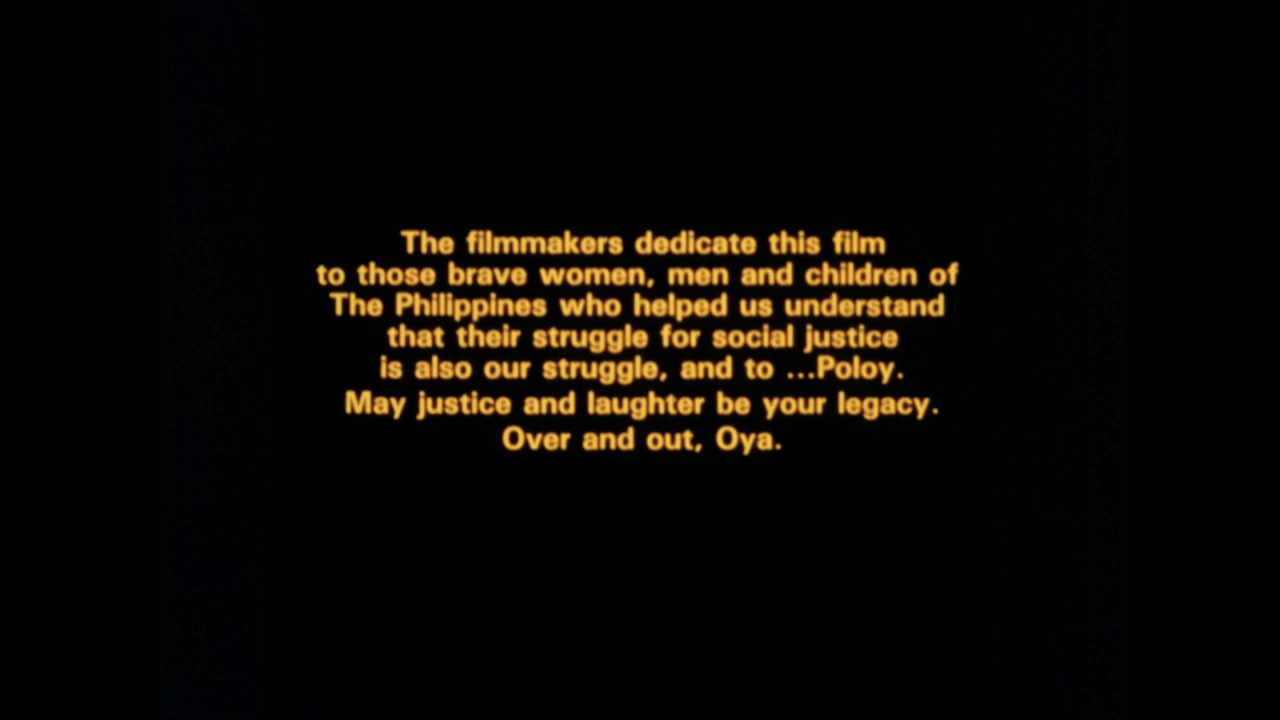 The filmmakers dedicate this film
to those brave women, men and children of
The Philippines who helped us understand
that their struggle for social justice
is also our struggle, and to ...Poloy.
May justice and laughter be your legacy.
Over and out, Oya.